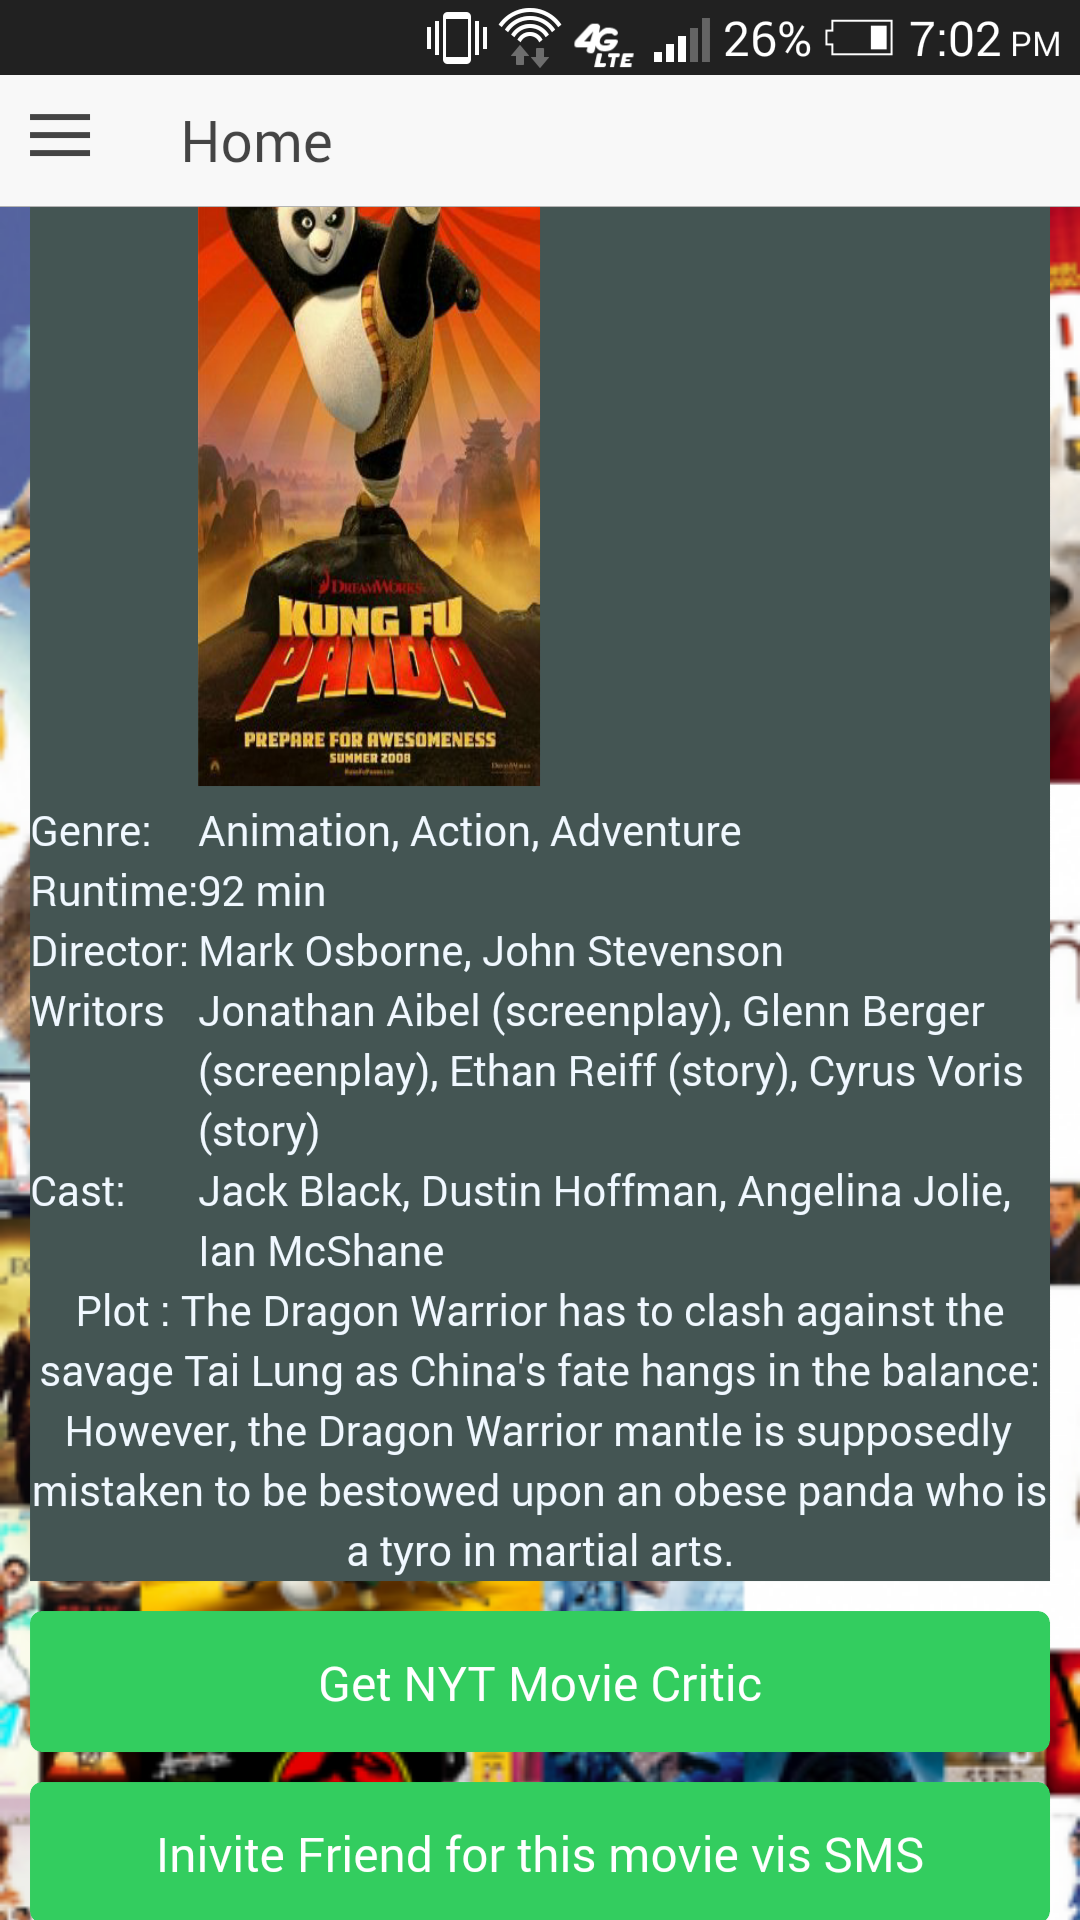 4G LTE 26% 7:02 PM
Home
DREAMWORKS
KUNG FU
PANDA
PREPARE FOR AWESOMENESS
SUMMER 2008
Genre: Animation, Action, Adventure
Runtime:92 min
Director: Mark Osborne, John Stevenson
Writors Jonathan Aibel (screenplay), Glenn Berger
(screenplay), Ethan Reiff (story), Cyrus Voris
(story)
Cast: Jack Black, Dustin Hoffman, Angelina Jolie,
Ian McShane
Plot : The Dragon Warrior has to clash against the
savage Tai Lung as China's fate hangs in the balance:
However, the Dragon Warrior mantle is supposedly
mistaken to be bestowed upon an obese panda who is
a tyro in martial arts.
Get NYT Movie Critic
Inivite Friend for this movie vis SMS